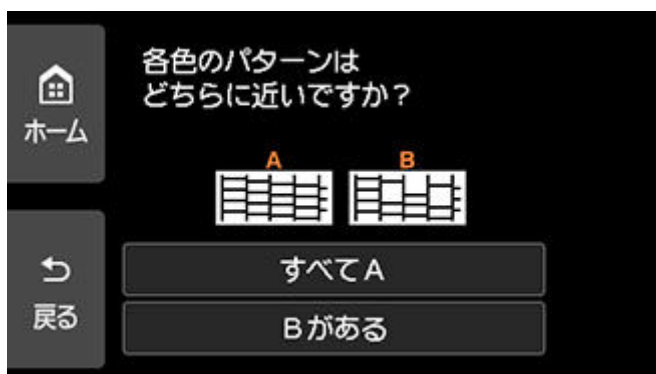 ホーム
各色のパターンは
どちらに近いですか？
A
B
すべてA
Bがある
戻る